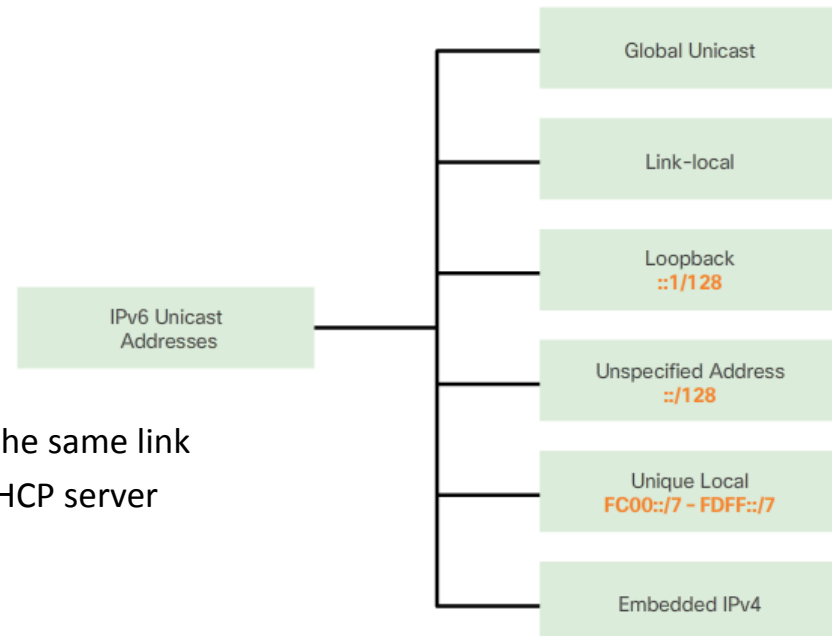 Global Unicast
Link-local
Loopback
::1/128
IPv6 Unicast
Addresses
Unspecified Address
::/128
he same link
HCP server
Unique Local
FC00::/7 - FDFF::/7
Embedded IPv4